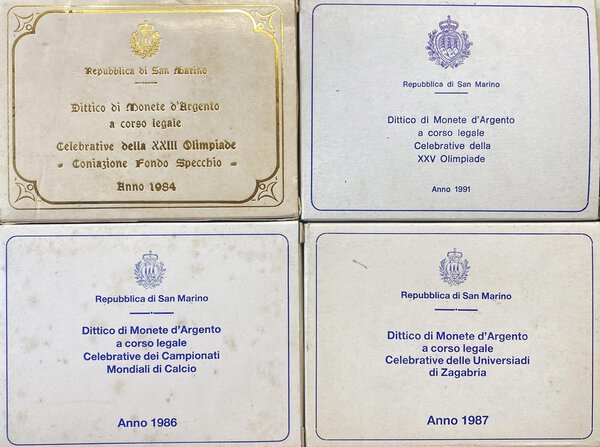 Repubblica di San Marino
Dittico di Monete d'Argento
a corso legale
Celebrative della XXIII Olimpiade
- Coniazione Fondo Specchio -
Anno 1984
Repubblica di San Marino
Dittico di Monete d'Argento
a corso legale
Celebrative della
XXV Olimpiade
Anno 1991
Repubblica di San Marino
Dittico di Monete d'Argento
a corso legale
Celebrative dei Campionati
Mondiali di Calcio
Anno 1986
Repubblica di San Marino
Dittico di Monete d'Argento
a corso legale
Celebrative delle Universiadi
di Zagabria
Anno 1987